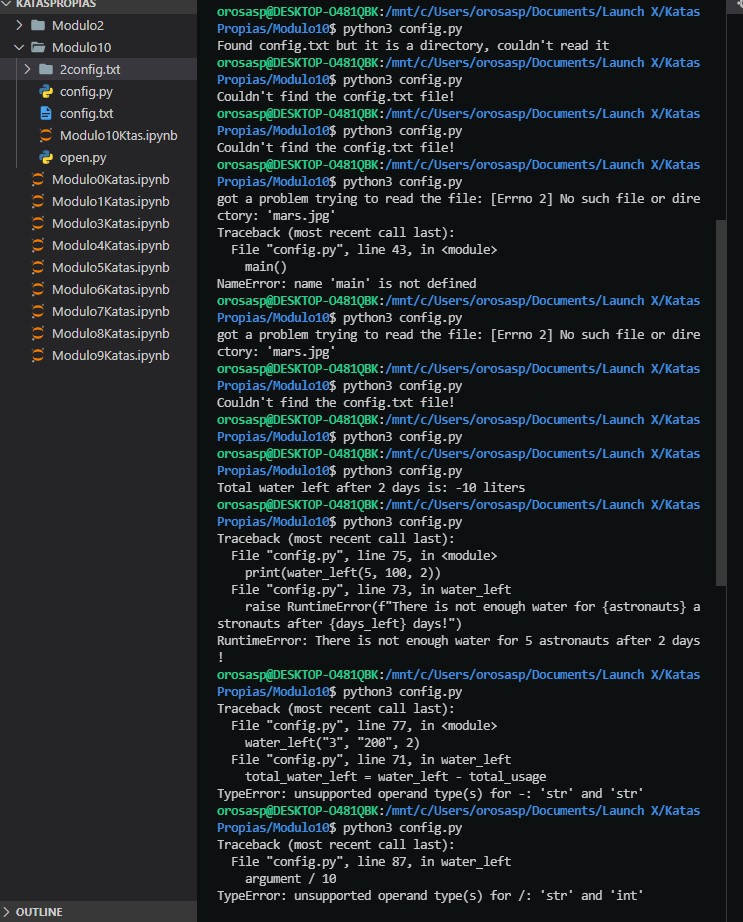 KATASPROPIAS
Modulo2
Modulo10
2config.txt
config.py
config.txt
Modulo10Ktas.ipynb
open.py
Modulo0Katas.ipynb
Modulo1Katas.ipynb
Modulo3Katas.ipynb
Modulo4Katas.ipynb
Modulo5Katas.ipynb
Modulo6Katas.ipynb
Modulo7Katas.ipynb
Modulo8Katas.ipynb
Modulo9Katas.ipynb
OUTLINE
orosasp@DESKTOP-O481QBK:/mnt/c/Users/orosasp/Documents/Launch X/Katas
Propias/Modulo10$ python3 config.py
Found config.txt but it is a directory, couldn't read it
orosasp@DESKTOP-O481QBK:/mnt/c/Users/orosasp/Documents/Launch X/Katas
Propias/Modulo10$ python3 config.py
Couldn't find the config.txt file!
orosasp@DESKTOP-O481QBK:/mnt/c/Users/orosasp/Documents/Launch X/Katas
Propias/Modulo10$ python3 config.py
Couldn't find the config.txt file!
orosasp@DESKTOP-O481QBK:/mnt/c/Users/orosasp/Documents/Launch X/Katas
Propias/Modulo10$ python3 config.py
got a problem trying to read the file: [Errno 2] No such file or dire
ctory: 'mars.jpg'
Traceback (most recent call last):
File "config.py", line 43, in <module>
main()
NameError: name 'main' is not defined
orosasp@DESKTOP-O481QBK:/mnt/c/Users/orosasp/Documents/Launch X/Katas
Propias/Modulo10$ python3 config.py
got a problem trying to read the file: [Errno 2] No such file or dire
ctory: 'mars.jpg'
orosasp@DESKTOP-O481QBK:/mnt/c/Users/orosasp/Documents/Launch X/Katas
Propias/Modulo10$ python3 config.py
Couldn't find the config.txt file!
orosasp@DESKTOP-O481QBK:/mnt/c/Users/orosasp/Documents/Launch X/Katas
Propias/Modulo10$ python3 config.py
orosasp@DESKTOP-O481QBK:/mnt/c/Users/orosasp/Documents/Launch X/Katas
Propias/Modulo10$ python3 config.py
Total water left after 2 days is: -10 liters
orosasp@DESKTOP-O481QBK:/mnt/c/Users/orosasp/Documents/Launch X/Katas
Propias/Modulo10$ python3 config.py
Traceback (most recent call last):
File "config.py", line 75, in <module>
print(water_left(5, 100, 2))
File "config.py", line 73, in water_left
raise RuntimeError(f"There is not enough water for {astronauts} a
stronauts after {days_left} days!")
RuntimeError: There is not enough water for 5 astronauts after 2 days
!
orosasp@DESKTOP-O481QBK:/mnt/c/Users/orosasp/Documents/Launch X/Katas
Propias/Modulo10$ python3 config.py
Traceback (most recent call last):
File "config.py", line 77, in <module>
water_left("3", "200", 2)
File "config.py", line 71, in water_left
total_water_left = water_left - total_usage
TypeError: unsupported operand type(s) for -: 'str' and 'str'
orosasp@DESKTOP-O481QBK:/mnt/c/Users/orosasp/Documents/Launch X/Katas
Propias/Modulo10$ python3 config.py
Traceback (most recent call last):
File "config.py", line 87, in water_left
argument / 10
TypeError: unsupported operand type(s) for /: 'str' and 'int'